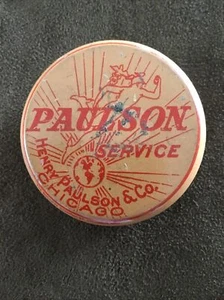 PAULSON
SERVICE
HENRY PAULSON & Co.
CHICAGO